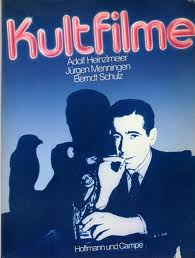 Kultfilme
Adolf Heinzlmeier
Jürgen Menningen
Berndt Schulz
Hoffmann und Campe